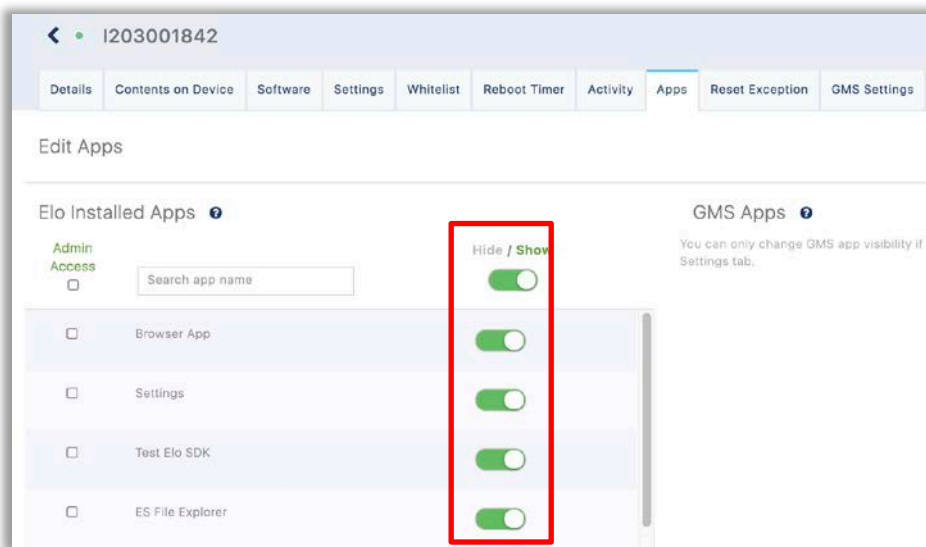 I203001842
Details Contents on Device Software Settings Whitelist Reboot Timer Activity Apps Reset Exception GMS Settings
Edit Apps
Elo Installed Apps
GMS Apps
Admin
Access
Search app name
Hide / Show
You can only change GMS app visibility if
Settings tab.
Browser App
Settings
Test Elo SDK
ES File Explorer